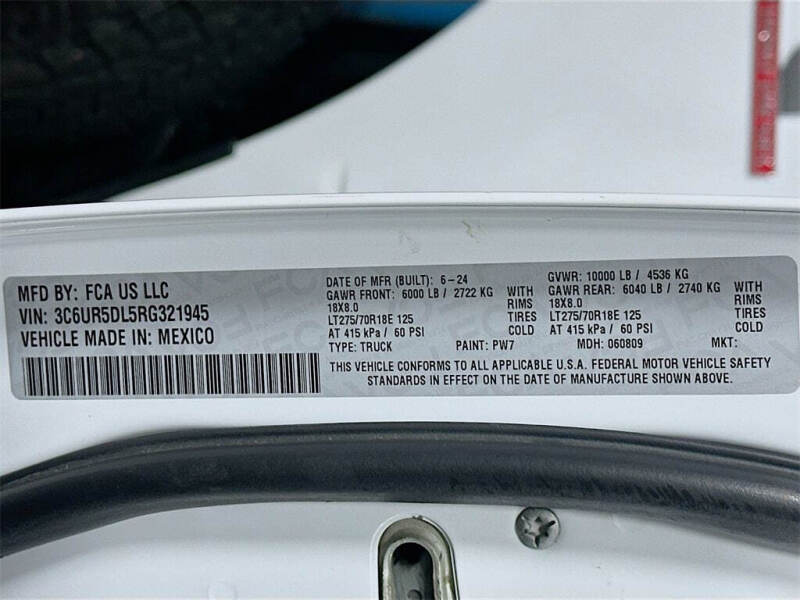 MFD BY: FCA US LLC
VIN: 3C6UR5DL5RG321945
VEHICLE MADE IN: MEXICO
DATE OF MFR (BUILT): 6-24
GAWR FRONT: 6000 LB / 2722 KG WITH
18X8.0 RIMS
LT275/70R18E 125 TIRES
AT 415 kPa / 60 PSI COLD
GVWR: 10000 LB / 4536 KG
GAWR REAR: 6040 LB / 2740 KG WITH
18X8.0 RIMS
LT275/70R18E 125 TIRES
AT 415 kPa / 60 PSI COLD
TYPE: TRUCK PAINT: PW7 MDH: 060809 MKT:
THIS VEHICLE CONFORMS TO ALL APPLICABLE U.S.A. FEDERAL MOTOR VEHICLE SAFETY
STANDARDS IN EFFECT ON THE DATE OF MANUFACTURE SHOWN ABOVE.